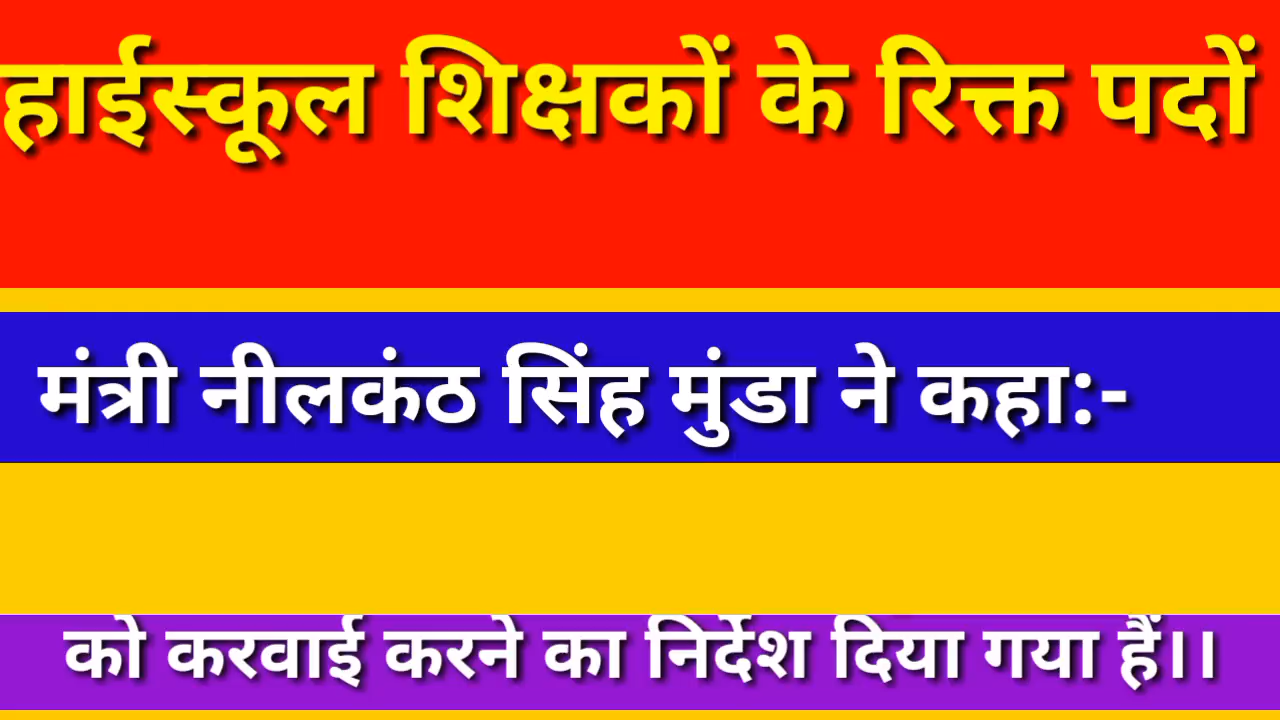 हाईस्कूल शिक्षकों के रिक्त पदों
मंत्री नीलकंठ सिंह मुंडा ने कहा:-
को करवाई करने का निर्देश दिया गया हैं।।